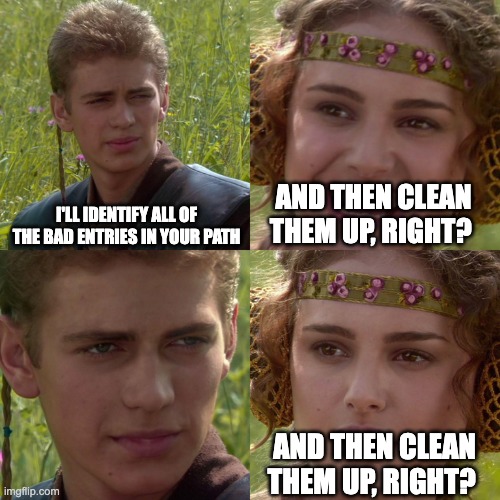 I'LL IDENTIFY ALL OF
THE BAD ENTRIES IN YOUR PATH
AND THEN CLEAN
THEM UP, RIGHT?
AND THEN CLEAN
THEM UP, RIGHT?
imgflip.com